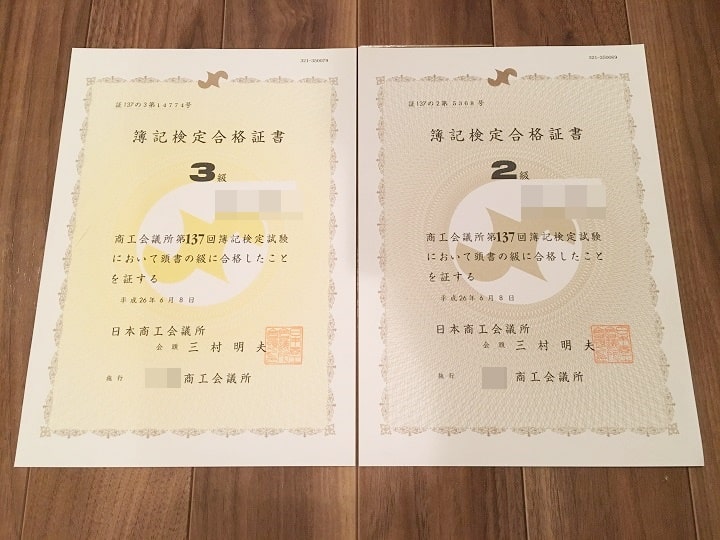 321-350079
証137の3第14774号
簿記検定合格証書
3級
商工会議所第137回簿記検定試験
において頭書の級に合格したこと
を証する
平成26年6月8日
日本商工会議所
会頭 三村明夫
施行 商工会議所
321-250069
証137の2第 5068 号
簿記検定合格証書
2級
商工会議所第137回簿記検定試験
において頭書の級に合格したこと
を証する
平成26年6月8日
日本商工会議所
会頭 三村明夫
施行 商工会議所